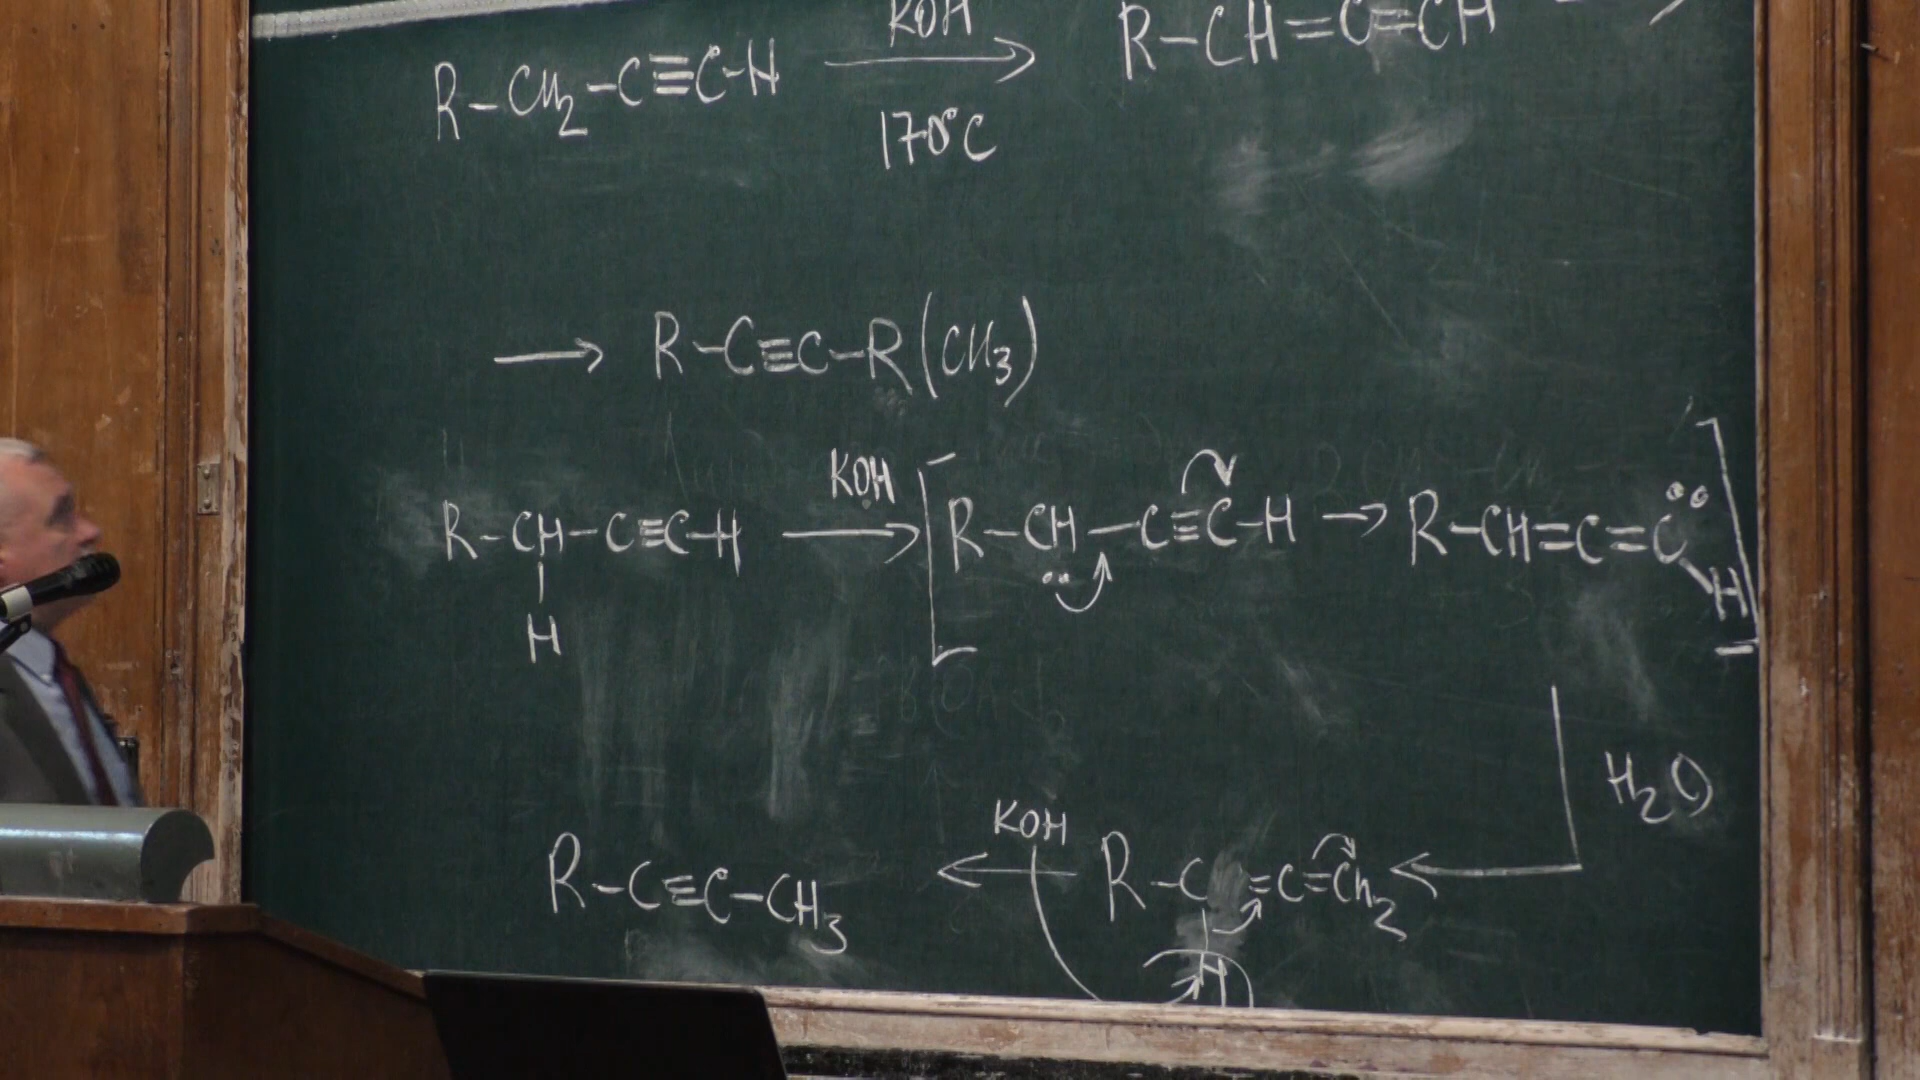 KOH
R-CH₂-C≡C-H ⟶ R-CH=C=CH
170°C
⟶ R-C≡C-R(CH₃)
KOH
R-CH-C≡C-H ⟶ [R-CH-C≡C-H → R-CH=C=C:
H
H
H₂O
KOH
R-C≡C-CH₃ ⟵ R-C=C=CH₂ ⟵
H